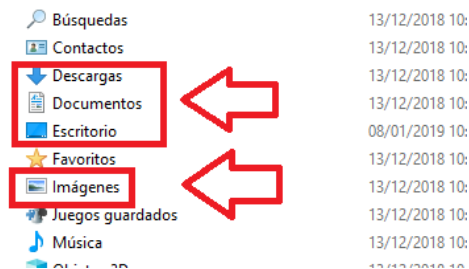 Búsquedas 13/12/2018 10:
Contactos 13/12/2018 10:
Descargas 13/12/2018 10:
Documentos 13/12/2018 10:
Escritorio 08/01/2019 10:
Favoritos 13/12/2018 10:
Imágenes 13/12/2018 10:
Juegos guardados 13/12/2018 10:
Música 13/12/2018 10: